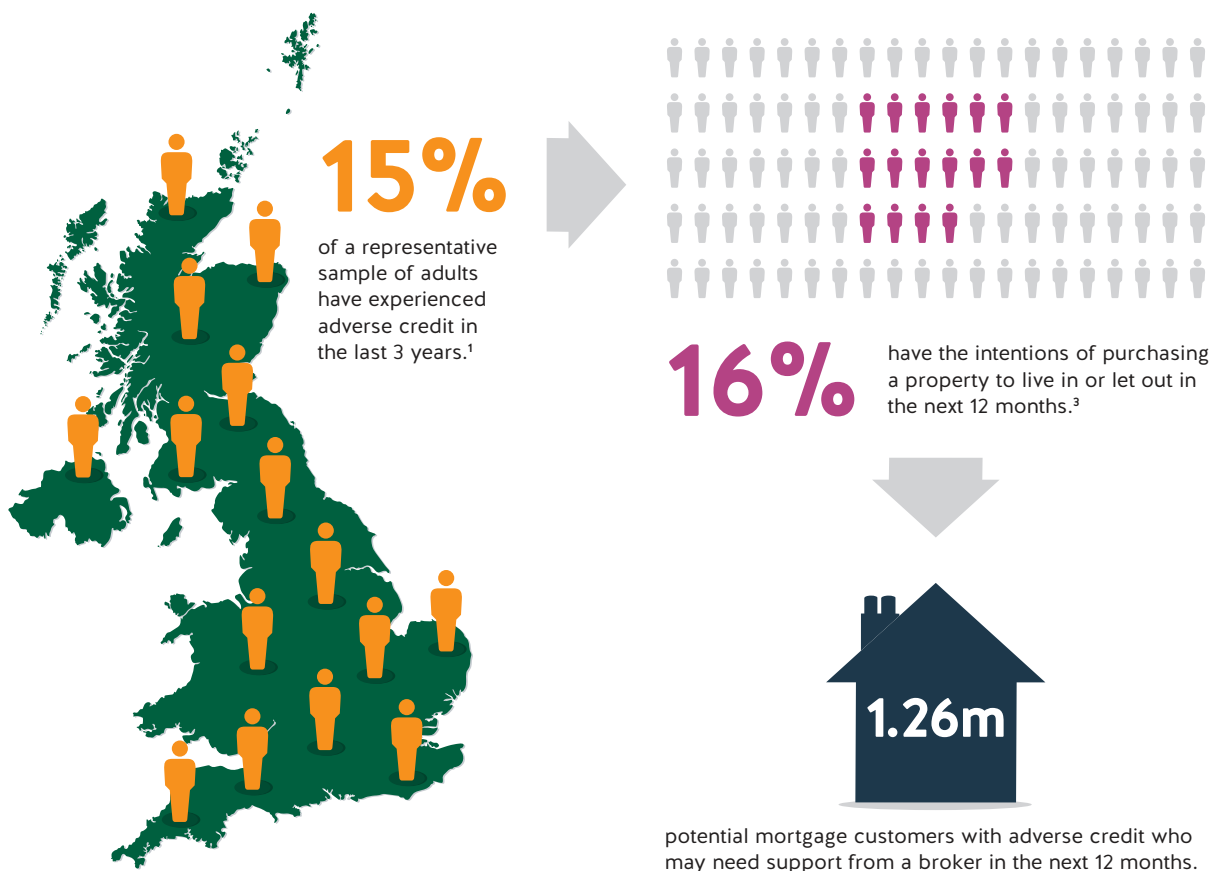 15%
of a representative
sample of adults
have experienced
adverse credit in
the last 3 years.¹
16%
have the intentions of purchasing
a property to live in or let out in
the next 12 months.³
1.26m
potential mortgage customers with adverse credit who
may need support from a broker in the next 12 months.